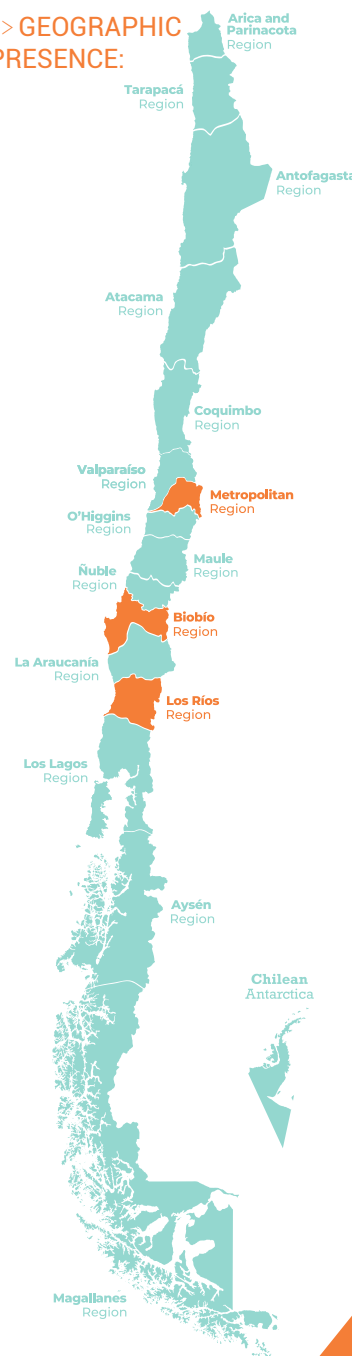 > GEOGRAPHIC
PRESENCE:
Arica and
Parinacota
Region
Tarapacá
Region
Antofagasta
Region
Atacama
Region
Coquimbo
Region
Valparaíso
Region
Metropolitan
Region
O'Higgins
Region
Maule
Region
Ñuble
Region
Biobío
Region
La Araucanía
Region
Los Ríos
Region
Los Lagos
Region
Aysén
Region
Chilean
Antarctica
Magallanes
Region